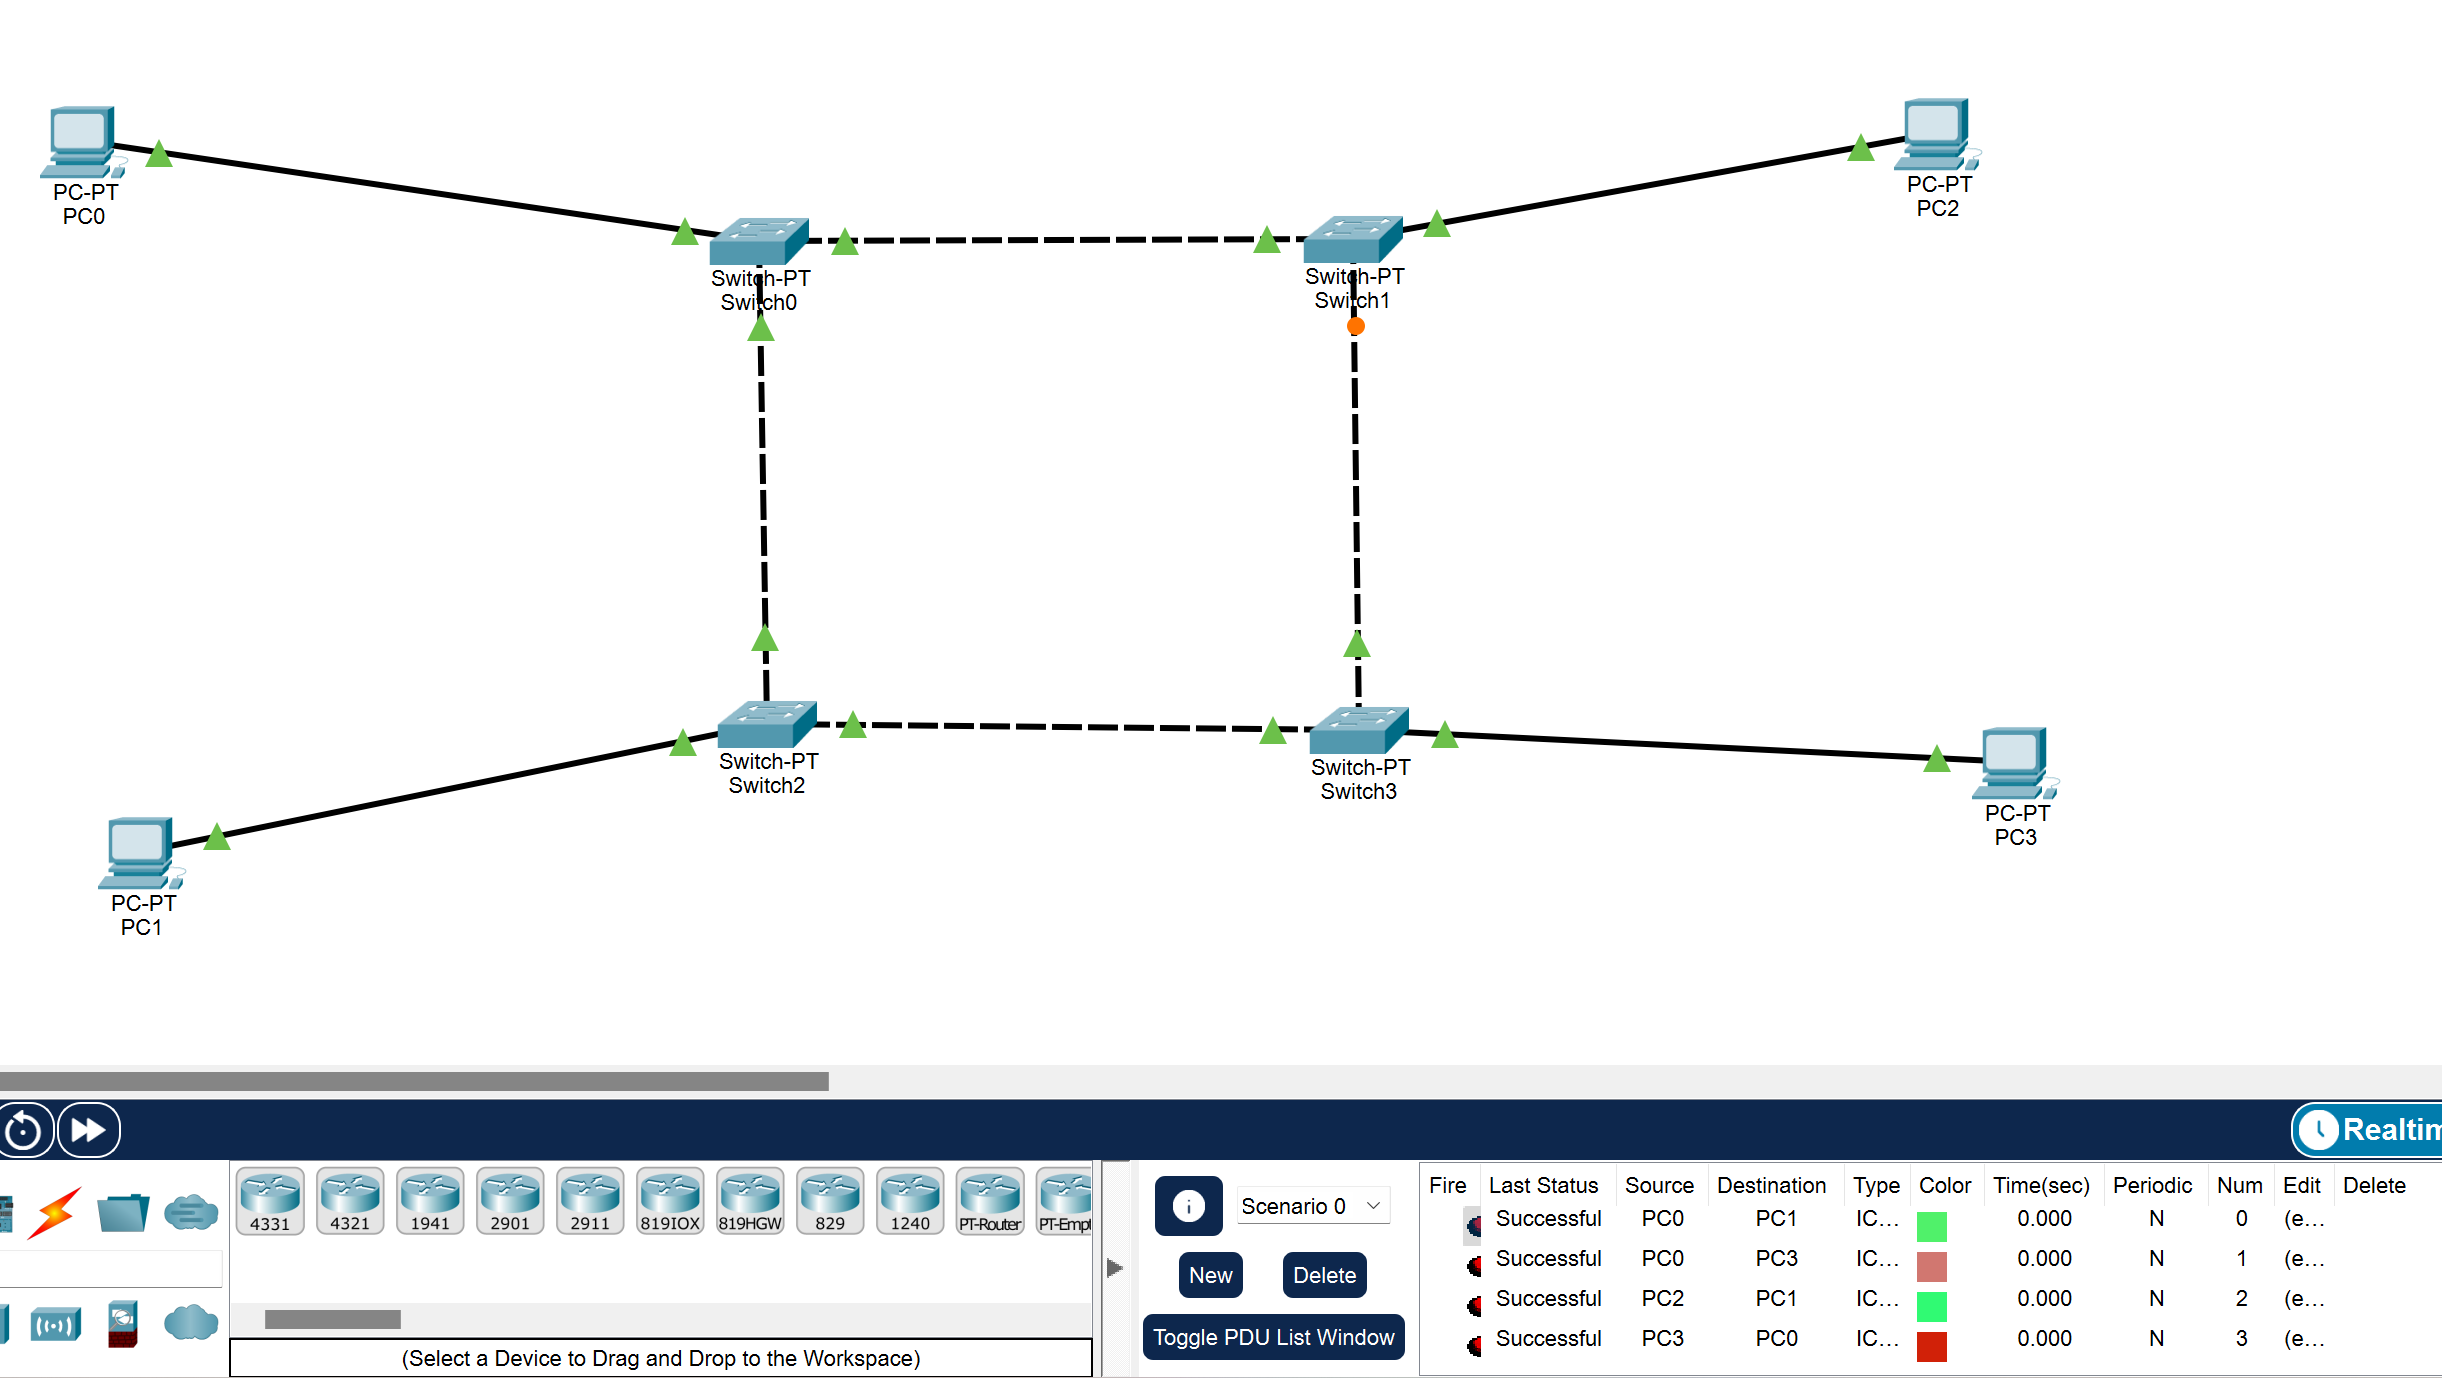 PC-PT
PC0
PC-PT
PC2
Switch-PT
Switch0
Switch-PT
Switch1
Switch-PT
Switch2
Switch-PT
Switch3
PC-PT
PC3
PC-PT
PC1
Realtim
4331
4321
1941
2901
2911
819IOX
819HGW
829
1240
PT-Router
PT-Empt
(Select a Device to Drag and Drop to the Workspace)
Scenario 0
New
Delete
Toggle PDU List Window
Fire Last Status Source Destination Type Color Time(sec) Periodic Num Edit Delete
Successful PC0 PC1 IC... 0.000 N 0 (e...
Successful PC0 PC3 IC... 0.000 N 1 (e...
Successful PC2 PC1 IC... 0.000 N 2 (e...
Successful PC3 PC0 IC... 0.000 N 3 (e...